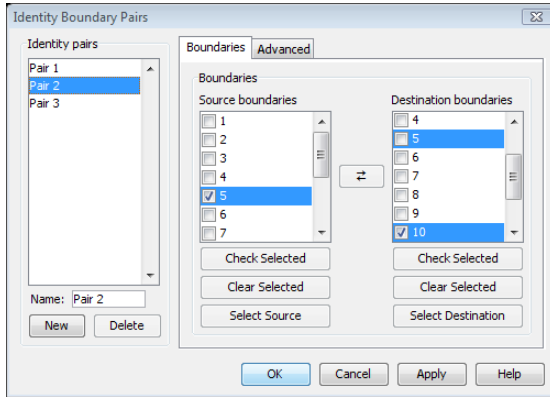 Identity Boundary Pairs
Identity pairs
Pair 1
Pair 2
Pair 3
Name: Pair 2
New Delete
Boundaries Advanced
Boundaries
Source boundaries
1
2
3
4
5
6
7
Check Selected
Clear Selected
Select Source
Destination boundaries
4
5
6
7
8
9
10
Check Selected
Clear Selected
Select Destination
OK Cancel Apply Help